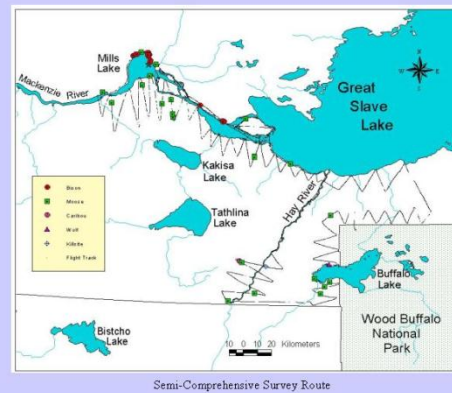 Mills
Lake
Mackenzie River
Great
Slave
Lake
Kakisa
Lake
Tathlina
Lake
Hay River
Bison
Moose
Caribou
Wolf
Flight Track
Buffalo
Lake
Wood Buffalo
National
Park
Bistcho
Lake
10 0 10 20 Kilometers
Semi-Comprehensive Survey Route